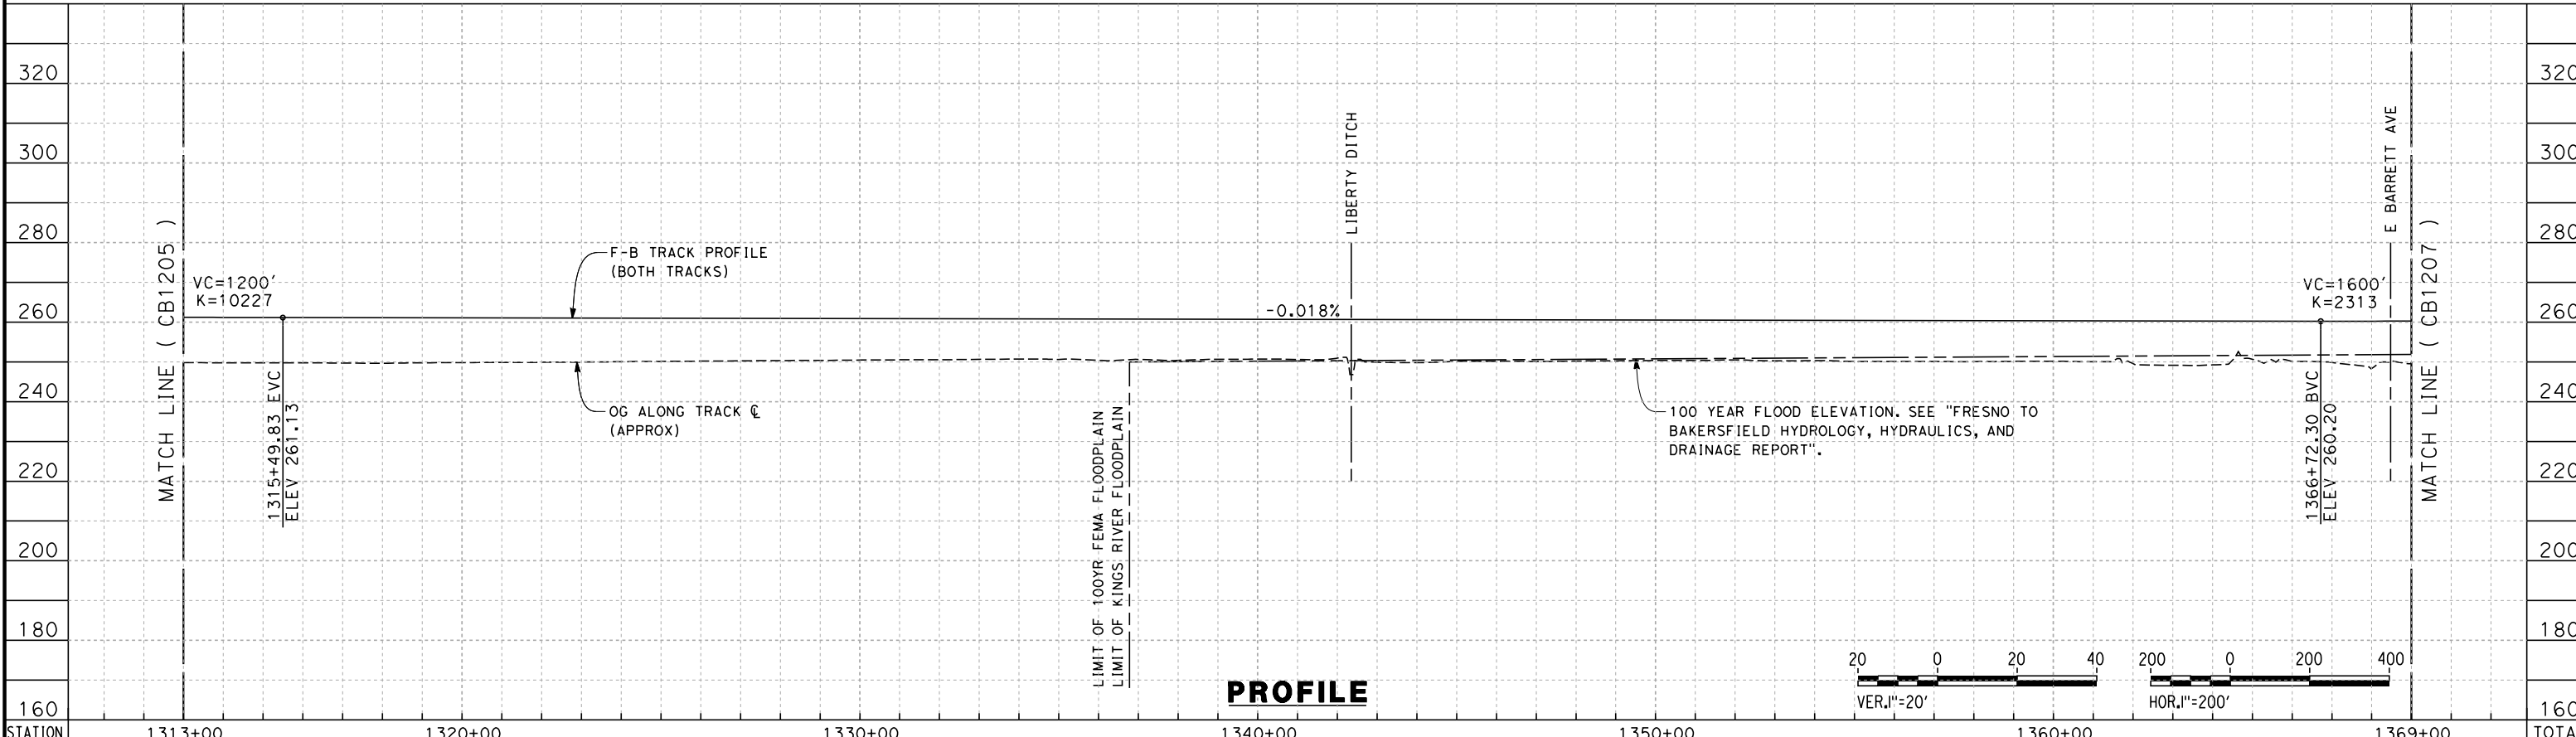 320
300
280
260
240
220
200
180
160
STATION
MATCH LINE ( CB1205 )
VC=1200'
K=10227
1315+49.83 EVC
ELEV 261.13
F-B TRACK PROFILE
(BOTH TRACKS)
OG ALONG TRACK ℄
(APPROX)
LIMIT OF 100YR FEMA FLOODPLAIN
LIMIT OF KINGS RIVER FLOODPLAIN
-0.018%
LIBERTY DITCH
100 YEAR FLOOD ELEVATION. SEE "FRESNO TO
BAKERSFIELD HYDROLOGY, HYDRAULICS, AND
DRAINAGE REPORT".
VC=1600'
K=2313
1366+72.30 BVC
ELEV 260.20
E BARRETT AVE
MATCH LINE ( CB1207 )
320
300
280
260
240
220
200
180
160
PROFILE
20 0 20 40
VER.1"=20'
200 0 200 400
HOR.1"=200'
1313+00 1320+00 1330+00 1340+00 1350+00 1360+00 1369+00
TOTA